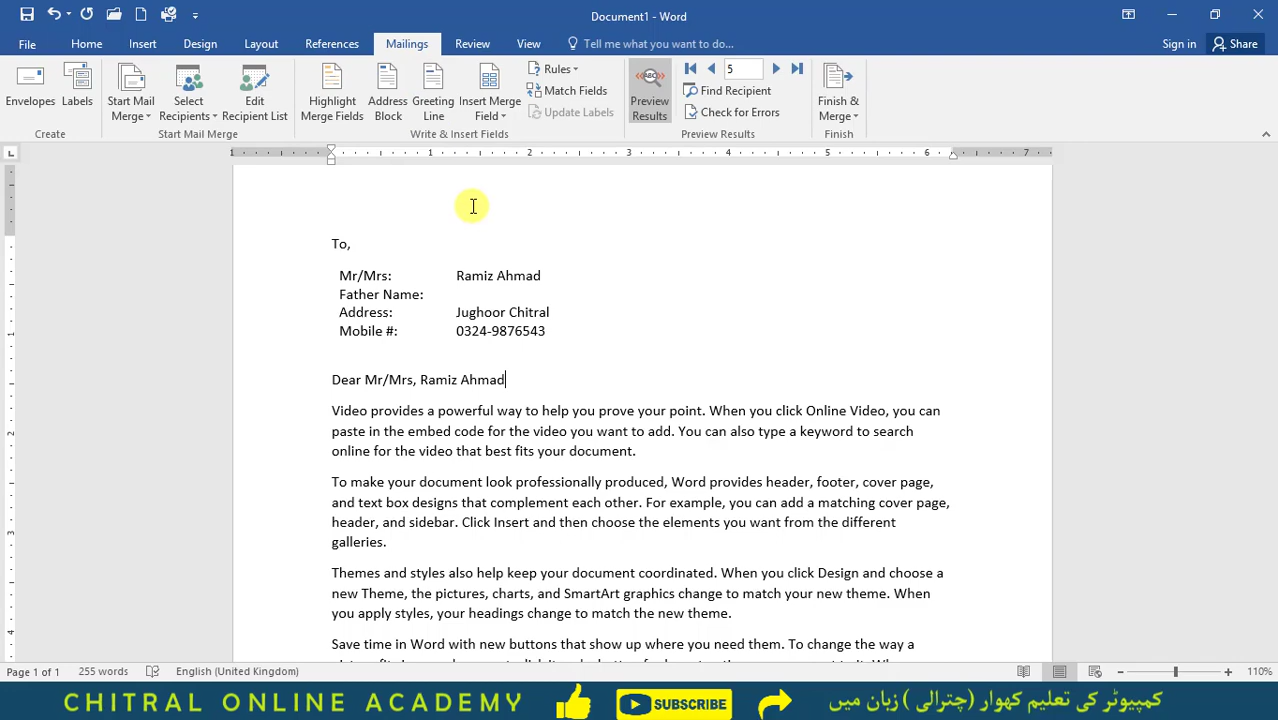 Document1 - Word
File Home Insert Design Layout References Mailings Review View Tell me what you want to do... Sign in Share
Envelopes Labels Start Mail Merge Select Recipients Edit Recipient List Highlight Merge Fields Address Block Greeting Line Insert Merge Field Rules Match Fields Update Labels ABC Preview Results 5 Find Recipient Check for Errors Finish & Merge
Create Start Mail Merge Write & Insert Fields Preview Results Finish
1 1 2 3 4 5 6 7
To,
Mr/Mrs: Ramiz Ahmad
Father Name:
Address: Jughoor Chitral
Mobile #: 0324-9876543
1
Dear Mr/Mrs, Ramiz Ahmad
Video provides a powerful way to help you prove your point. When you click Online Video, you can
2
paste in the embed code for the video you want to add. You can also type a keyword to search
online for the video that best fits your document.
To make your document look professionally produced, Word provides header, footer, cover page,
and text box designs that complement each other. For example, you can add a matching cover page,
header, and sidebar. Click Insert and then choose the elements you want from the different
3
galleries.
Themes and styles also help keep your document coordinated. When you click Design and choose a
new Theme, the pictures, charts, and SmartArt graphics change to match your new theme. When
you apply styles, your headings change to match the new theme.
4
Save time in Word with new buttons that show up where you need them. To change the way a
Page 1 of 1 255 words English (United Kingdom) 110%
CHITRAL ONLINE ACADEMY SUBSCRIBE کمپیوٹر کی تعلیم کھوار (چترالی) زبان میں